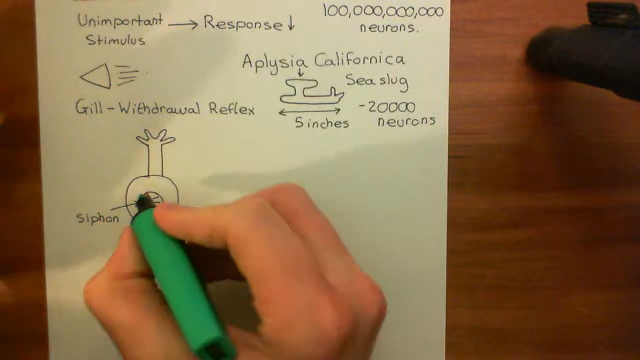 Unimportant Stimulus → Response ↓
100,000,000,000 neurons.
Aplysia Californica
Sea slug
Gill-Withdrawal Reflex
5 inches
~20000 neurons
Siphon